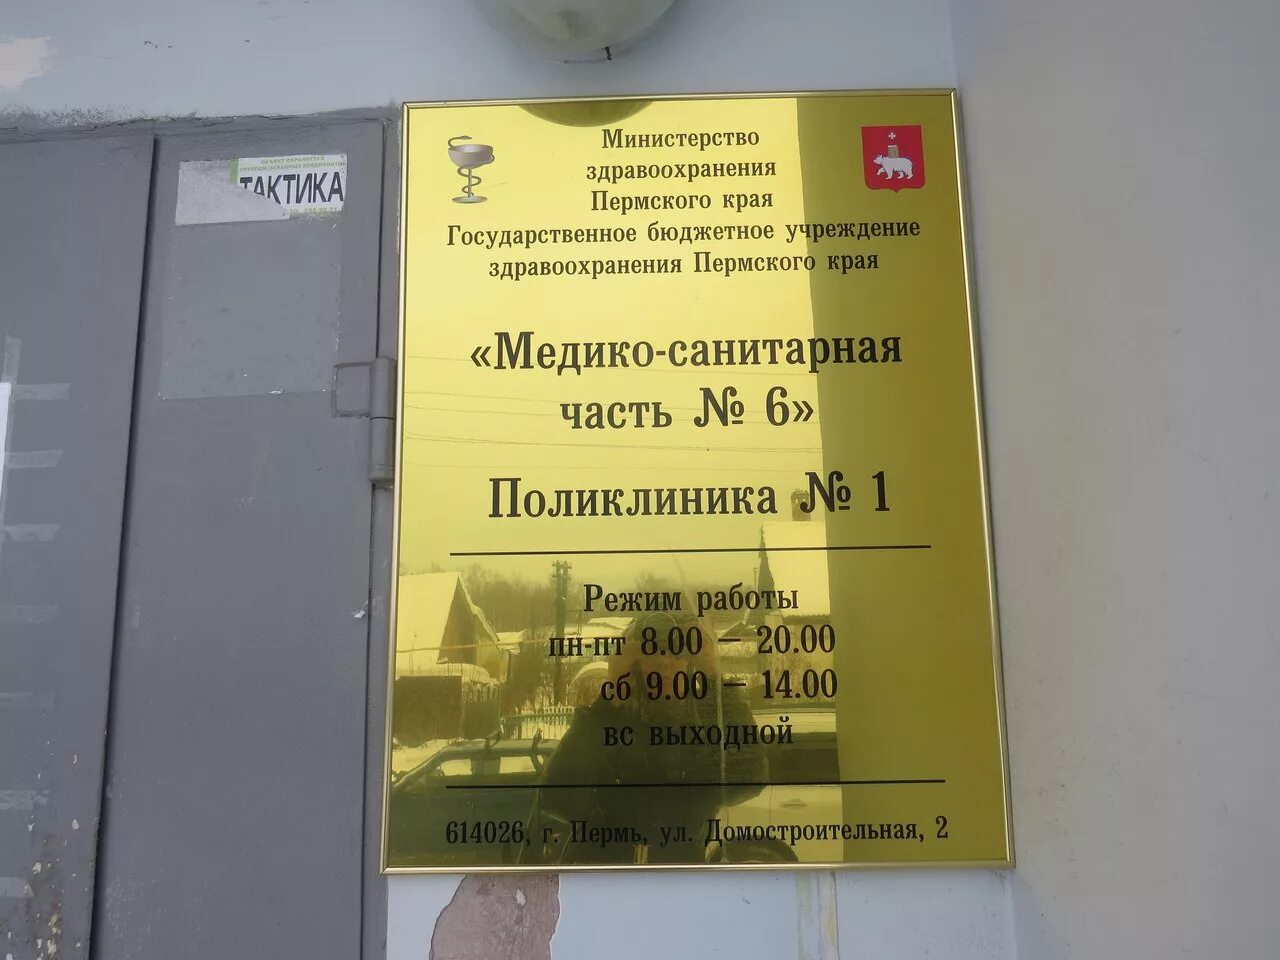 ОБЪЕКТ ОХРАНЯЕТСЯ
ТАКТИКА
Министерство
здравоохранения
Пермского края
Государственное бюджетное учреждение
здравоохранения Пермского края
«Медико-санитарная
часть № 6»
Поликлиника № 1
Режим работы
пн-пт 8.00 – 20.00
сб 9.00 – 14.00
вс выходной
614026, г. Пермь, ул. Домостроительная, 2